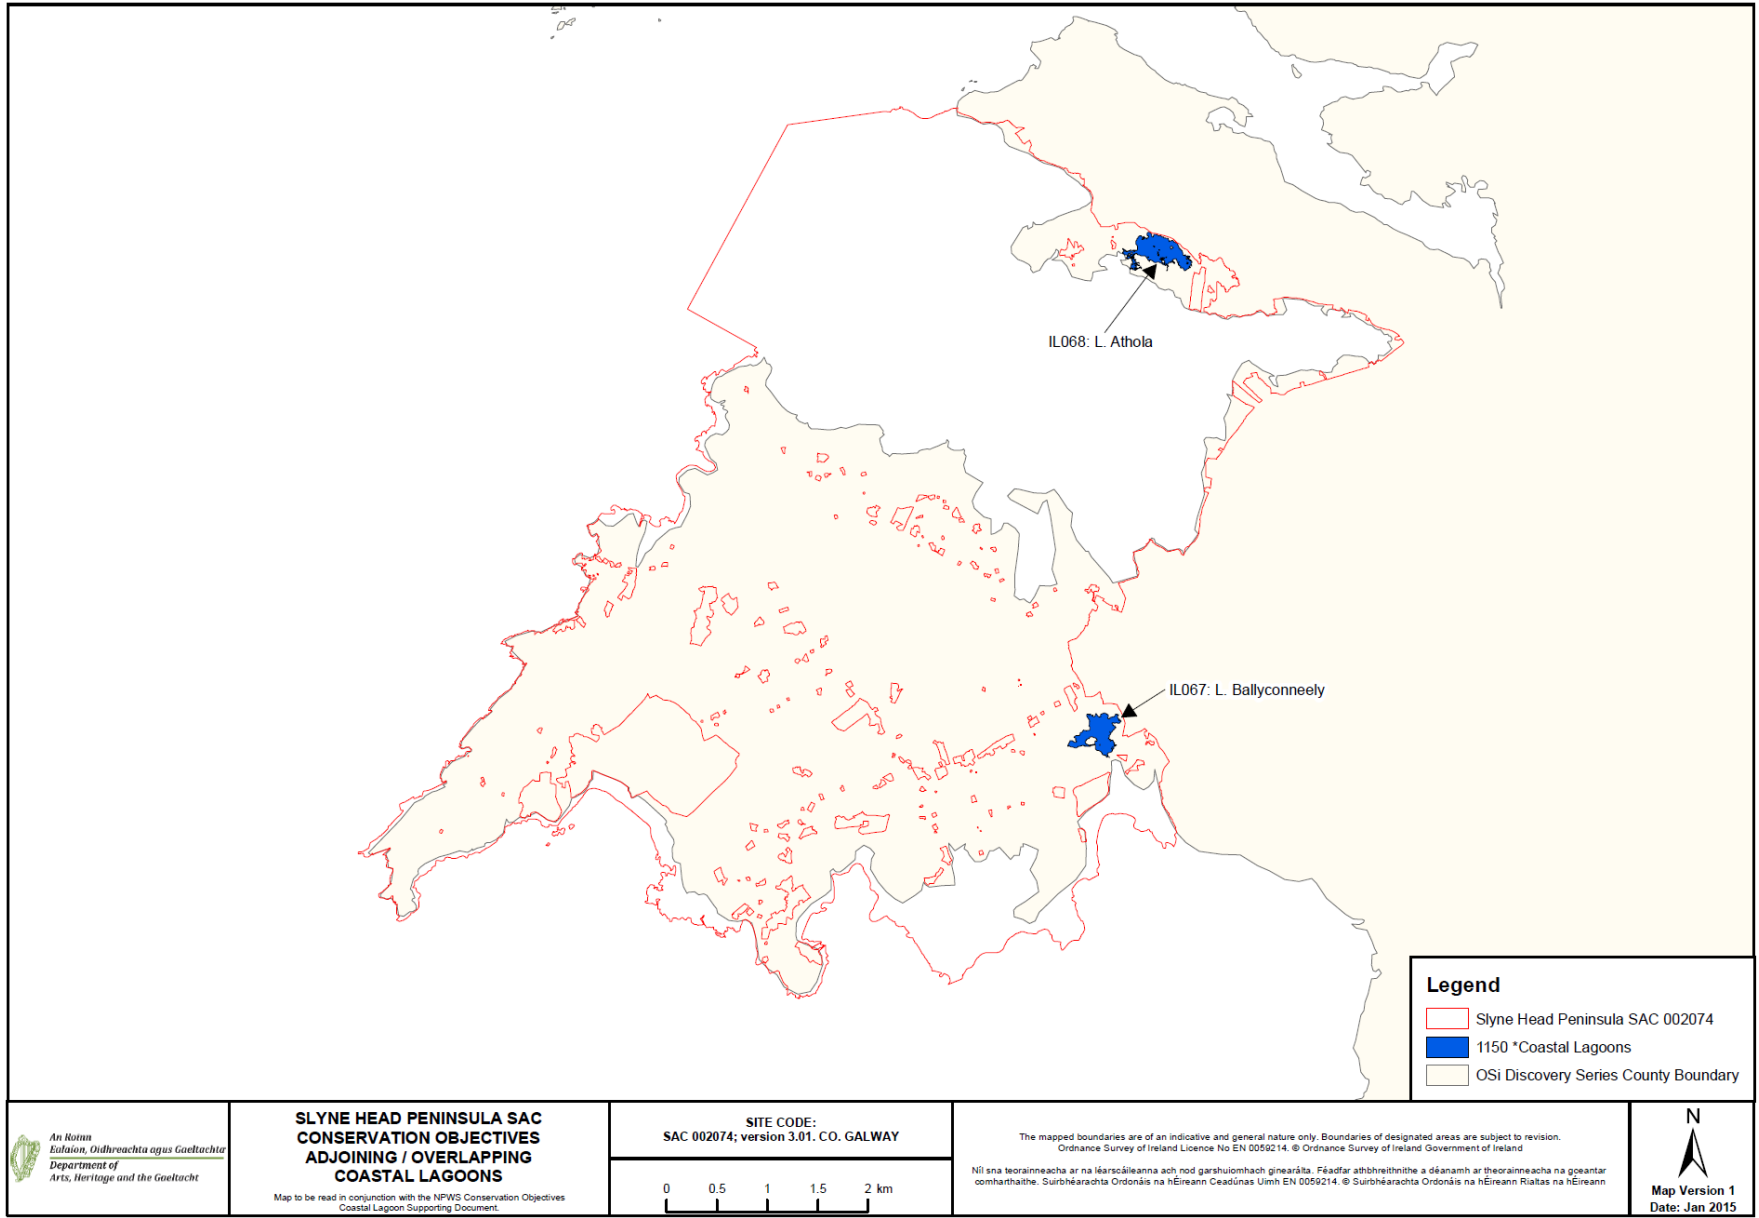 IL068: L. Athola
IL067: L. Ballyconneely
Legend
Slyne Head Peninsula SAC 002074
1150 *Coastal Lagoons
OSi Discovery Series County Boundary
An Roinn
Ealaíon, Oidhreachta agus Gaeltachta
Department of
Arts, Heritage and the Gaeltacht
SLYNE HEAD PENINSULA SAC
CONSERVATION OBJECTIVES
ADJOINING / OVERLAPPING
COASTAL LAGOONS
Map to be read in conjunction with the NPWS Conservation Objectives
Coastal Lagoon Supporting Document.
SITE CODE:
SAC 002074; version 3.01. CO. GALWAY
0 0.5 1 1.5 2 km
The mapped boundaries are of an indicative and general nature only. Boundaries of designated areas are subject to revision.
Ordnance Survey of Ireland Licence No EN 0059214. © Ordnance Survey of Ireland Government of Ireland
Níl sna teorainneacha ar na léarscáileanna ach nod garshuiomhach ginearálta. Féadfar athbhreithnithe a déanamh ar theorainneacha na gceantar
comharthaithe. Suirbhéarachta Ordonáis na hÉireann Ceadúnas Uimh EN 0059214. © Suirbhéarachta Ordonáis na hÉireann Rialtas na hÉireann
N
Map Version 1
Date: Jan 2015